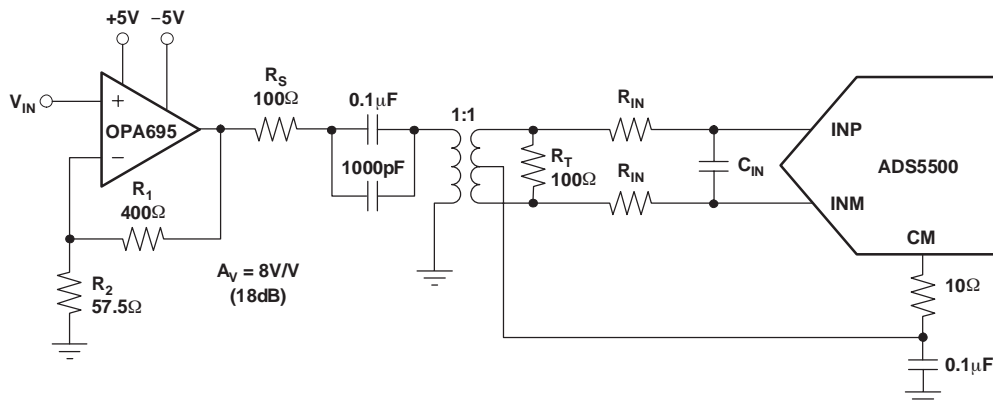 +5V −5V
V_IN
+
OPA695
−
R_S
100Ω
0.1µF
1000pF
1:1
R_1
400Ω
R_2
57.5Ω
A_V = 8V/V
(18dB)
R_T
100Ω
R_IN
R_IN
C_IN
INP
INM
ADS5500
CM
10Ω
0.1µF